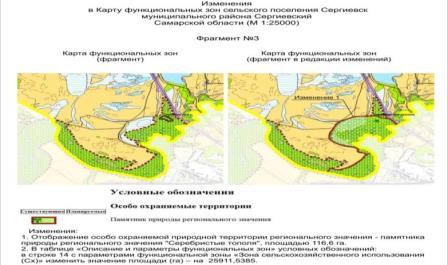 Изменения
в Карту функциональных зон сельского поселения Сергиевск
муниципального района Сергиевский
Самарской области (М 1:25000)
Фрагмент №3
Карта функциональных зон
(фрагмент)
Карта функциональных зон
(фрагмент в редакции изменений)
Изменение 1
Условные обозначения
Особо охраняемые территории
Существующий Планируемый
Памятник природы регионального значения
Изменения:
1. Отображение особо охраняемой природной территории регионального значения - памятника
природы регионального значения "Серебристые тополя", площадью 116,6 га.
2. В таблице «Описание и параметры функциональных зон» условных обозначений:
в строке 14 с параметрами функциональной зоны «Зона сельскохозяйственного использования
(Сх)» изменить значение площади (га) – на 25911,5385.